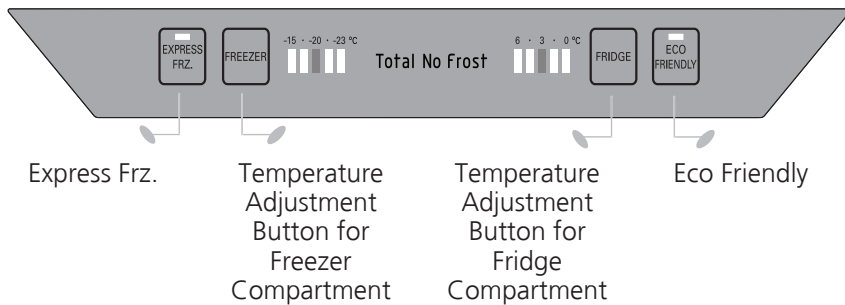 EXPRESS
FRZ.
FREEZER
-15 · -20 · -23 °C
Total No Frost
6 · 3 · 0 °C
FRIDGE
ECO
FRIENDLY
Express Frz.
Temperature
Adjustment
Button for
Freezer
Compartment
Temperature
Adjustment
Button for
Fridge
Compartment
Eco Friendly